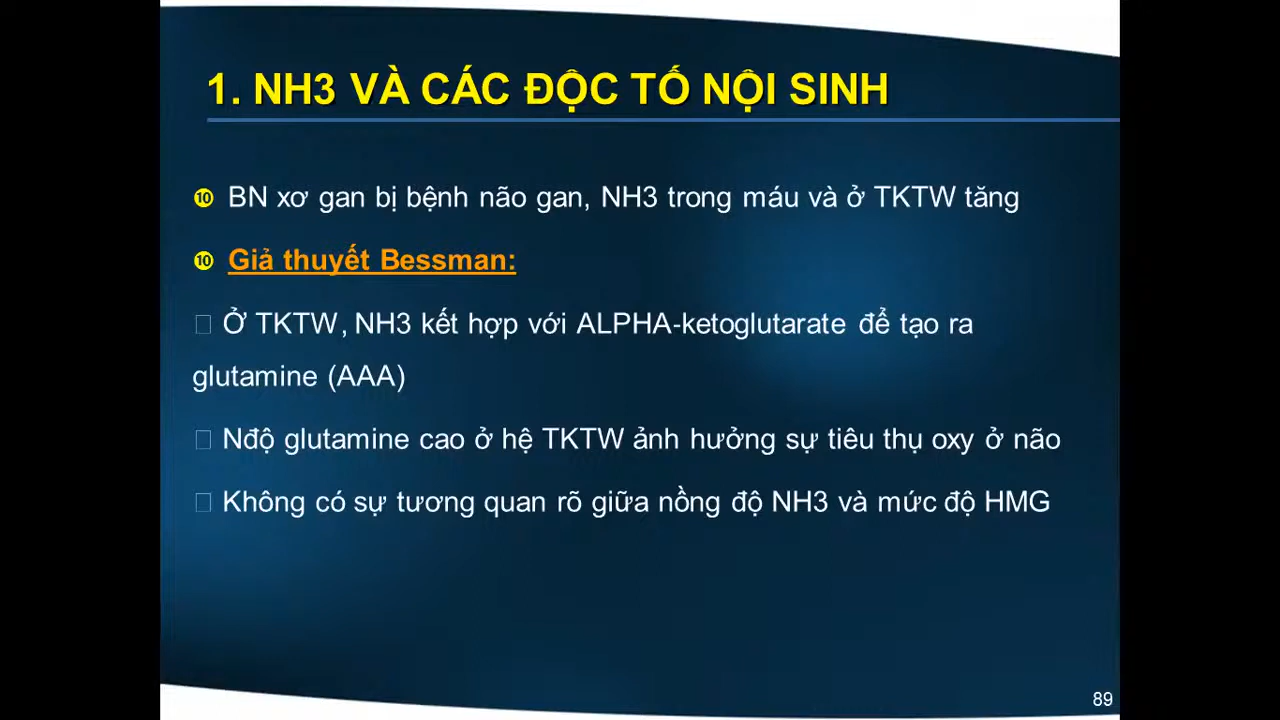 1. NH3 VÀ CÁC ĐỘC TỐ NỘI SINH
❿ BN xơ gan bị bệnh não gan, NH3 trong máu và ở TKTW tăng
❿ Giả thuyết Bessman:
□ Ở TKTW, NH3 kết hợp với ALPHA-ketoglutarate để tạo ra
glutamine (AAA)
□ Nđộ glutamine cao ở hệ TKTW ảnh hưởng sự tiêu thụ oxy ở não
□ Không có sự tương quan rõ giữa nồng độ NH3 và mức độ HMG
89